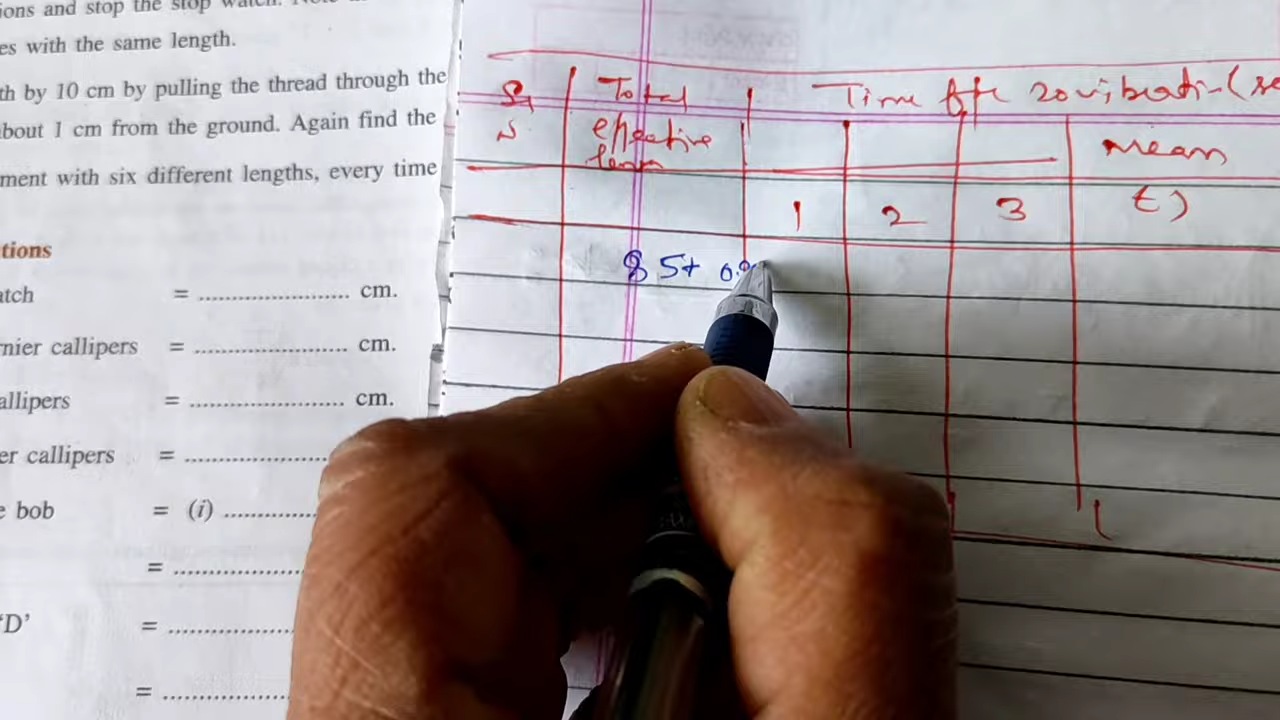 ions and stop the stop watch.
es with the same length.
th by 10 cm by pulling the thread through the
bout 1 cm from the ground. Again find the
ment with six different lengths, every time
tions
atch = .................... cm.
nier callipers = .................... cm.
allipers = .................... cm.
er callipers = ....................
e bob = (i) ..............
= ....................
'D' = ....................
= ....................
Total
Time for 20 vibrati
N
effective
Mean
1 2 3 t)
85+ 0.